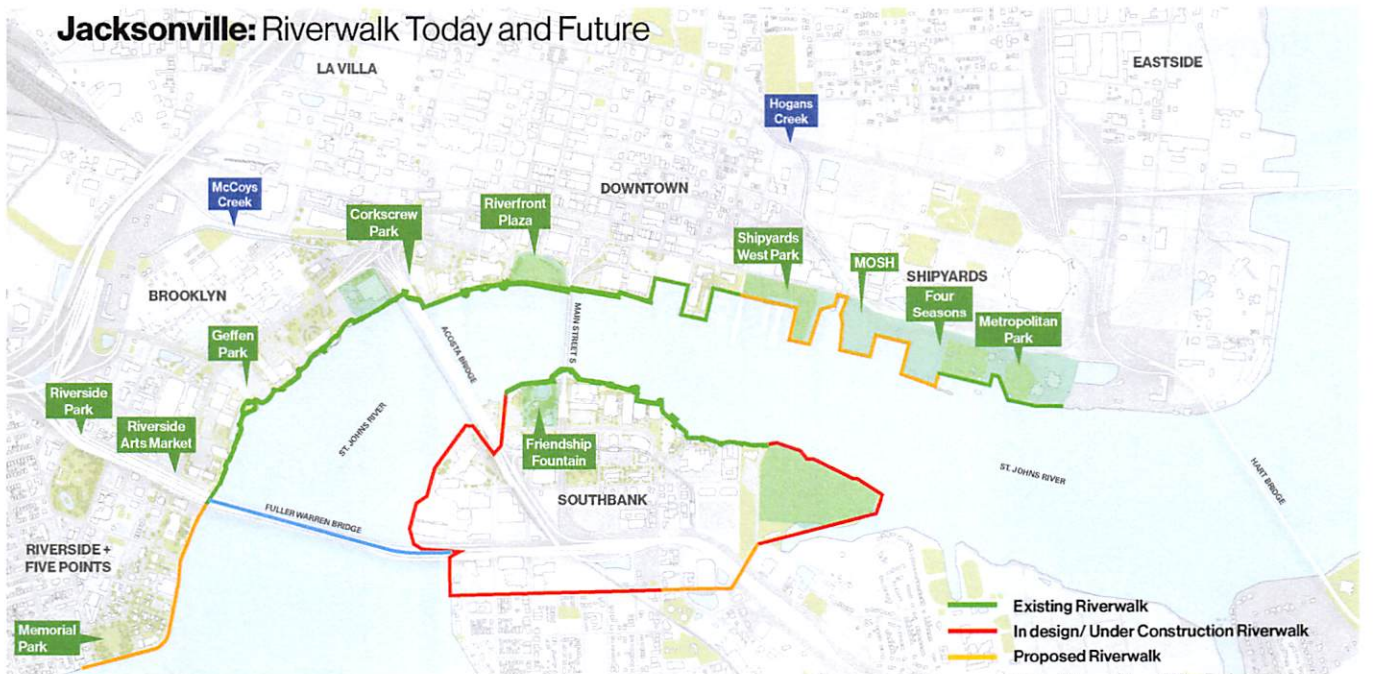 Jacksonville: Riverwalk Today and Future
LA VILLA
EASTSIDE
Hogans
Creek
McCoys
Creek
DOWNTOWN
Corkscrew
Park
Riverfront
Plaza
Shipyards
West Park
MOSH
SHIPYARDS
BROOKLYN
Four
Seasons
Metropolitan
Park
Geffen
Park
ACOSTA BRIDGE
MAIN STREET S
Riverside
Park
Riverside
Arts Market
ST. JOHNS RIVER
Friendship
Fountain
SOUTHBANK
ST. JOHNS RIVER
HART BRIDGE
FULLER WARREN BRIDGE
RIVERSIDE +
FIVE POINTS
Memorial
Park
Existing Riverwalk
In design/ Under Construction Riverwalk
Proposed Riverwalk